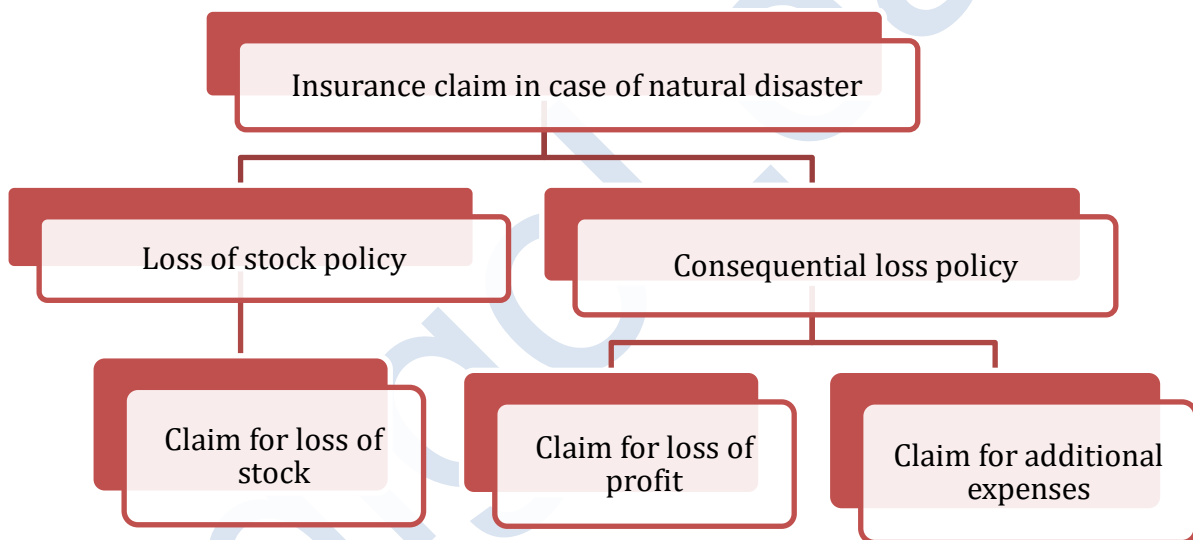 Insurance claim in case of natural disaster
Loss of stock policy
Consequential loss policy
Claim for loss of
stock
Claim for loss of
profit
Claim for additional
expenses